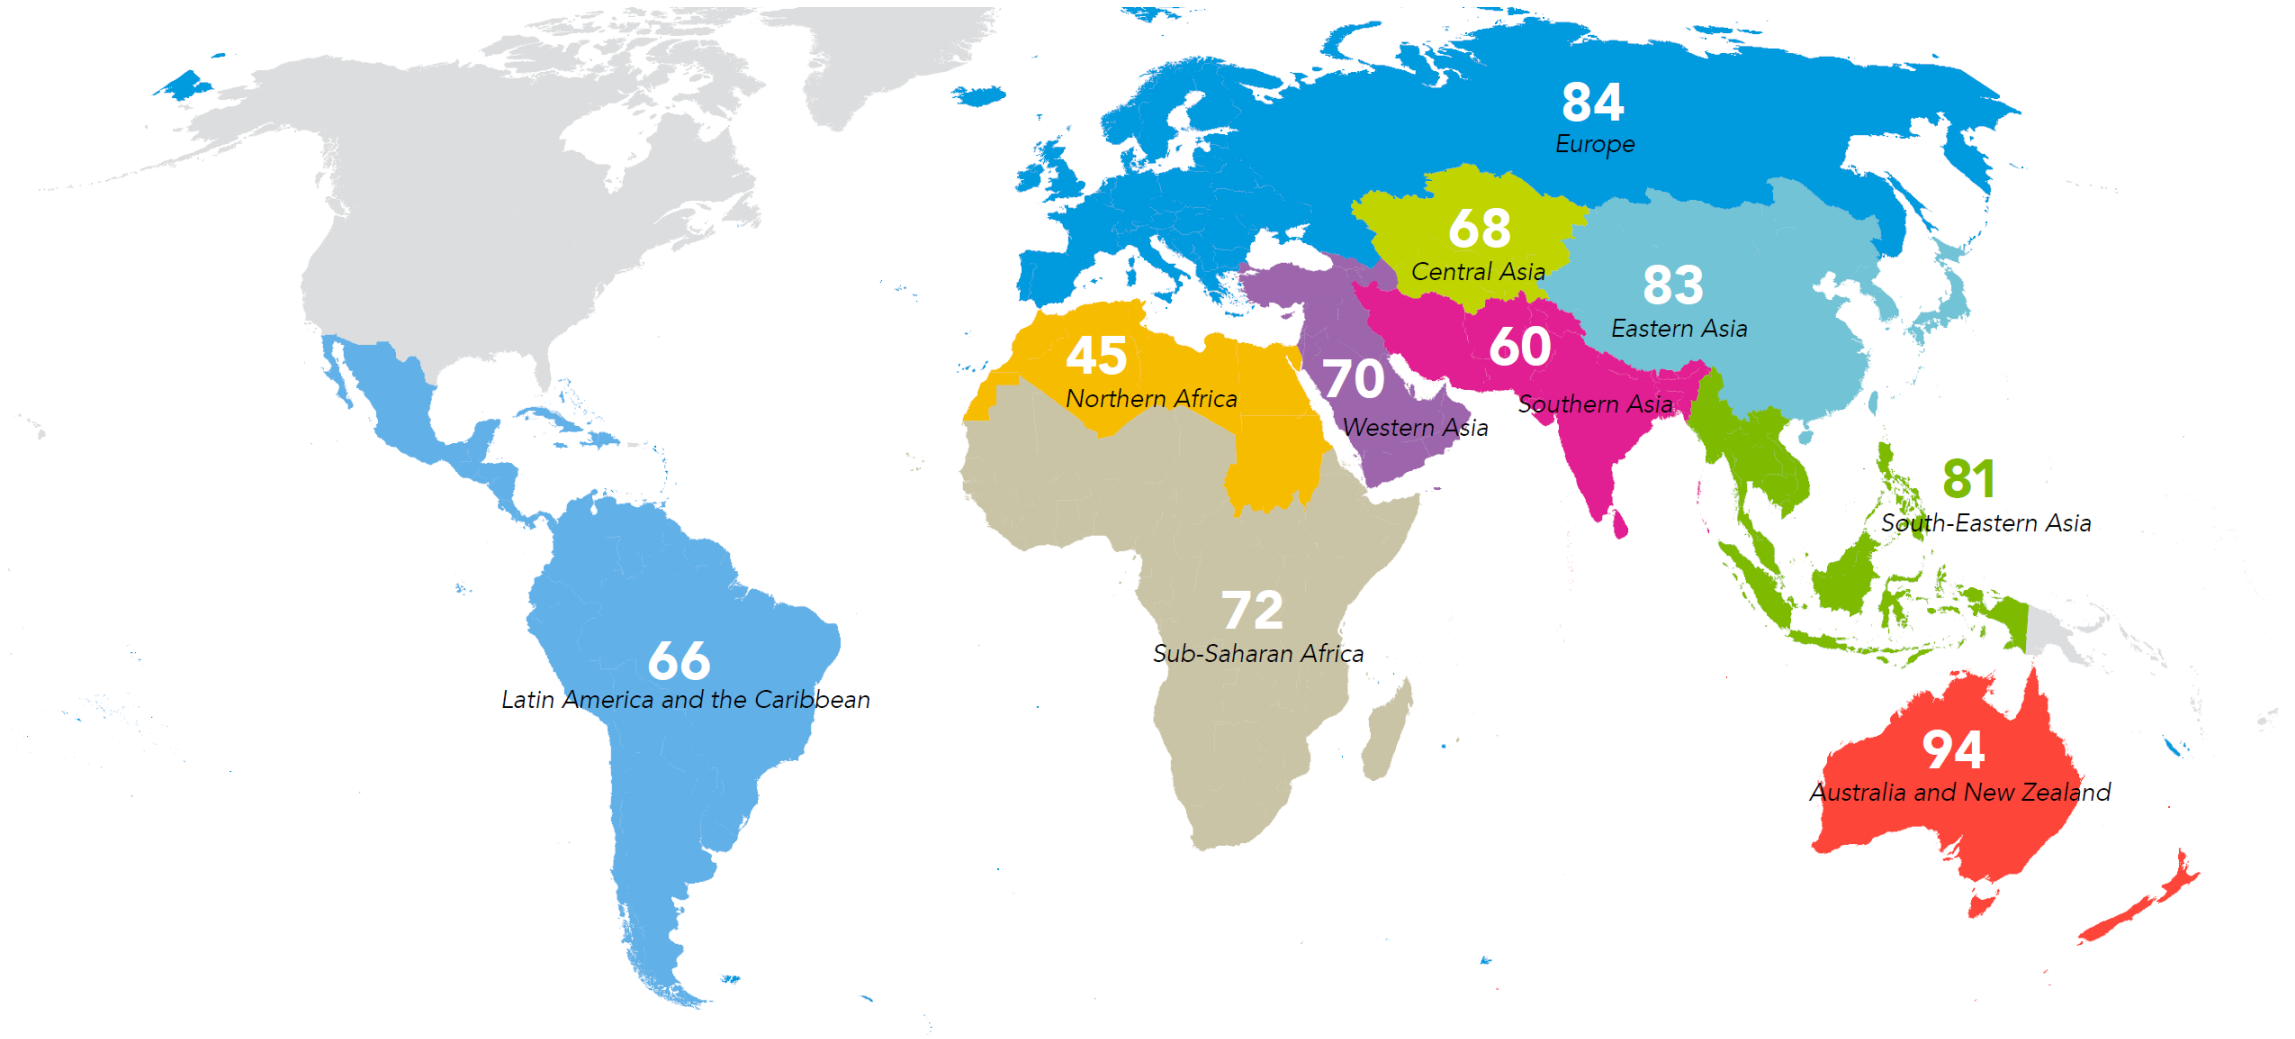 84
Europe
68
Central Asia
83
Eastern Asia
45
Northern Africa
60
Southern Asia
70
Western Asia
81
South-Eastern Asia
72
Sub-Saharan Africa
66
Latin America and the Caribbean
94
Australia and New Zealand